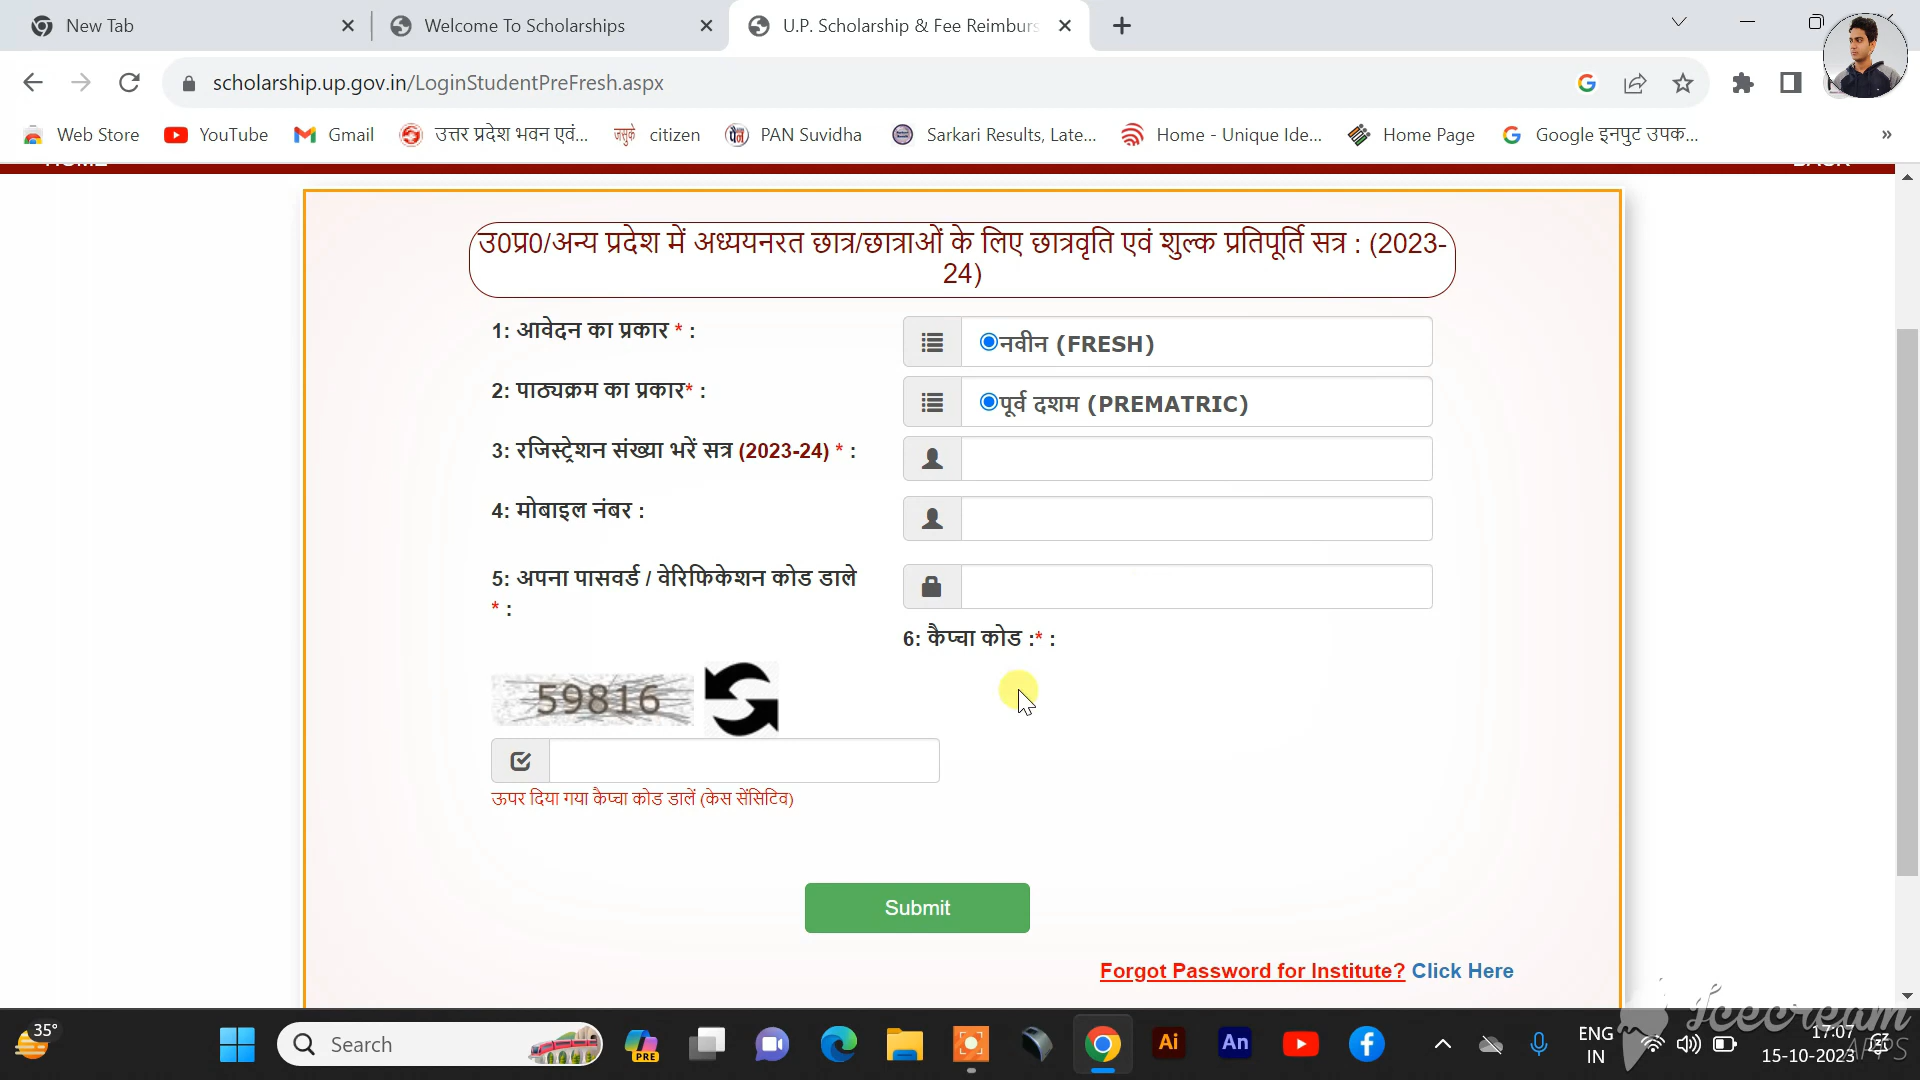 New Tab
Welcome To Scholarships
U.P. Scholarship & Fee Reimburs
scholarship.up.gov.in/LoginStudentPreFresh.aspx
Web Store
YouTube
Gmail
उत्तर प्रदेश भवन एवं...
citizen
PAN Suvidha
Sarkari Results, Late...
Home - Unique Ide...
Home Page
Google इनपुट उपक...
»
उ0प्र0/अन्य प्रदेश में अध्ययनरत छात्र/छात्राओं के लिए छात्रवृति एवं शुल्क प्रतिपूर्ति सत्र : (2023-
24)
1: आवेदन का प्रकार * :
नवीन (FRESH)
2: पाठ्यक्रम का प्रकार* :
पूर्व दशम (PREMATRIC)
3: रजिस्ट्रेशन संख्या भरें सत्र (2023-24) * :
4: मोबाइल नंबर :
5: अपना पासवर्ड / वेरिफिकेशन कोड डाले
* :
6: कैप्चा कोड :* :
59816
ऊपर दिया गया कैप्चा कोड डालें (केस सेंसिटिव)
Submit
Forgot Password for Institute? Click Here
35°
Search
PRE
Ai
An
ENG
IN
17:07
15-10-2023
Icecream
APPS